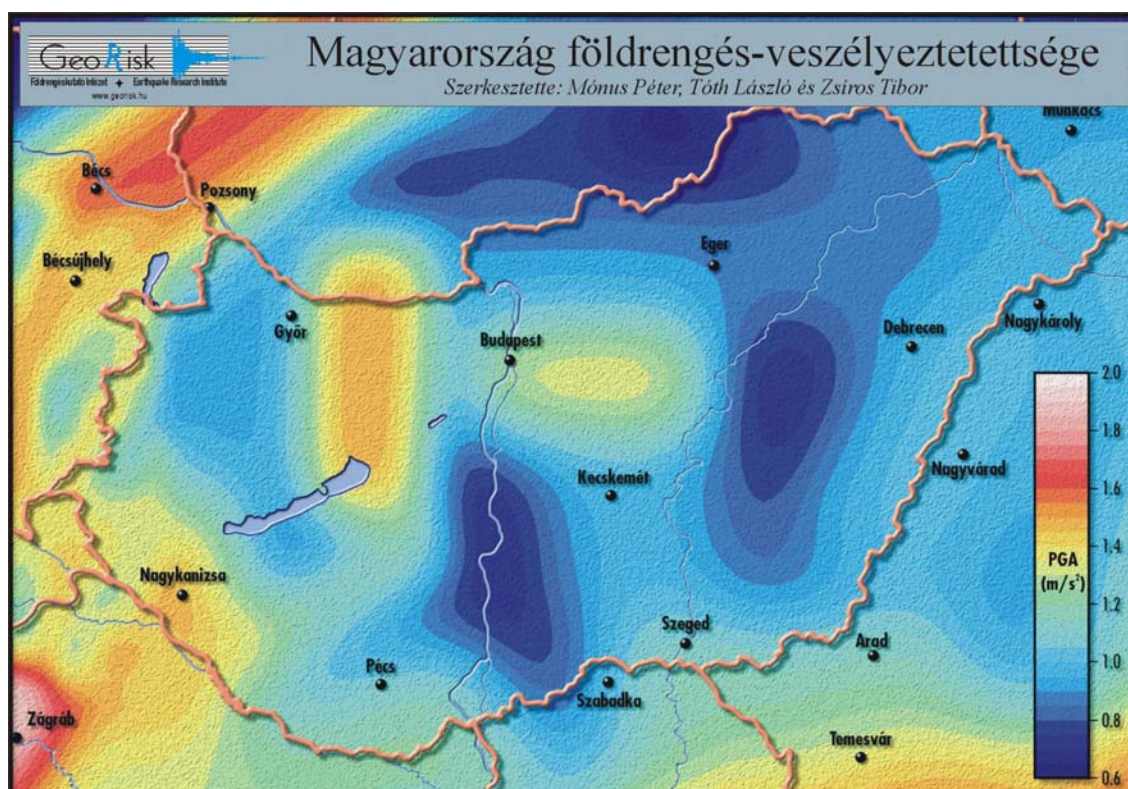 GeoRisk
Földrengéskutató Intézet + Earthquake Research Institute
www.georisk.hu
Magyarország földrengés-veszélyeztetettsége
Szerkesztette: Mónus Péter, Tóth László és Zsíros Tibor
Munkács
Bécs
Pozsony
Eger
Bécsújhely
Győr
Nagykároly
Debrecen
Budapest
2.0
1.8
Nagyvárad
Kecskemét
1.6
1.4
PGA
(m/s²)
Nagykanizsa
1.2
Szeged
Arad
1.0
Pécs
Szabadka
0.8
Zágráb
Temesvár
0.6